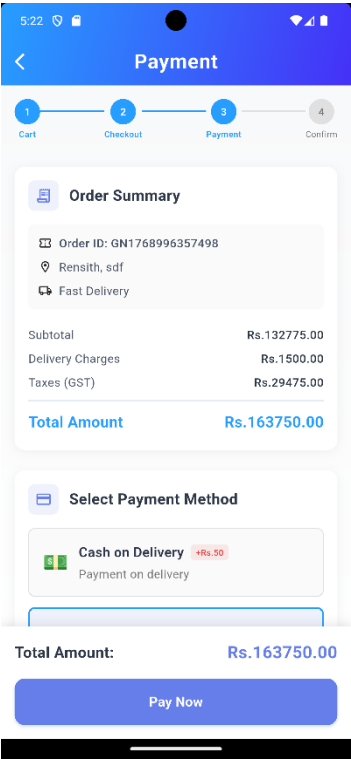 5:22
Payment
1 2 3 4
Cart Checkout Payment Confirm
Order Summary
Order ID: GN1768996357498
Rensith, sdf
Fast Delivery
Subtotal Rs.132775.00
Delivery Charges Rs.1500.00
Taxes (GST) Rs.29475.00
Total Amount Rs.163750.00
Select Payment Method
Cash on Delivery +Rs.50
Payment on delivery
Total Amount: Rs.163750.00
Pay Now